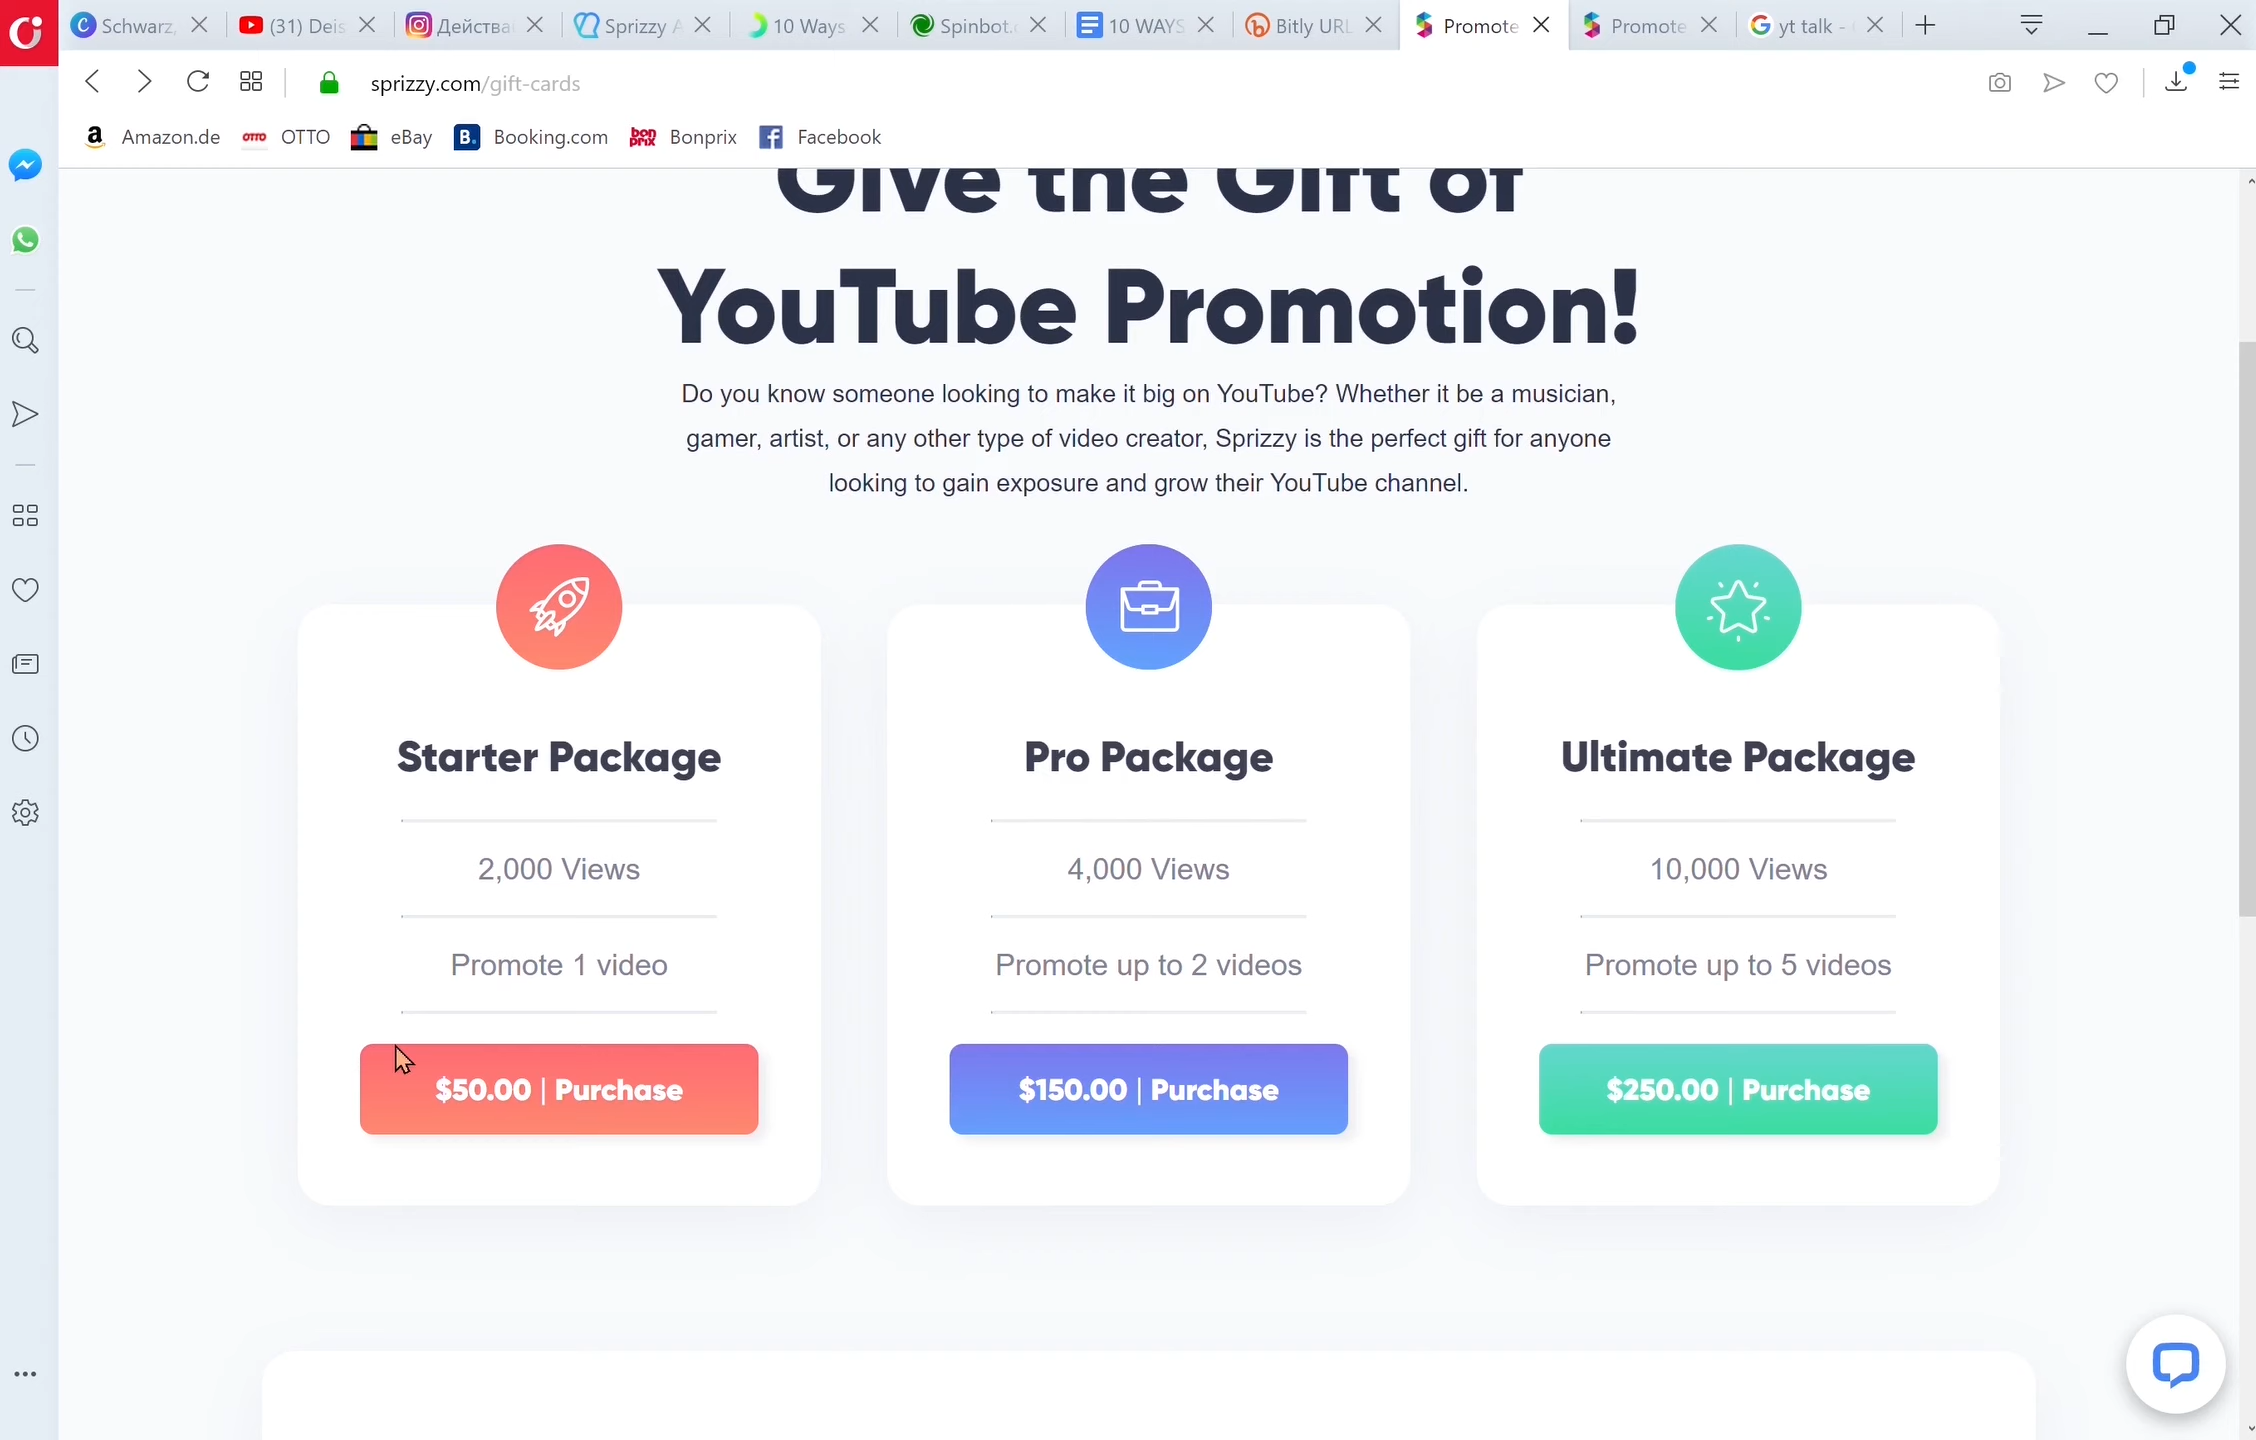 Schwarz,
(31) Deis
Действа
Sprizzy A
10 Ways
Spinbot.
10 WAYS
Bitly URL
Promote
Promote
yt talk -
sprizzy.com/gift-cards
Amazon.de
OTTO
eBay
Booking.com
Bonprix
Facebook
Give the Gift of
YouTube Promotion!
Do you know someone looking to make it big on YouTube? Whether it be a musician,
gamer, artist, or any other type of video creator, Sprizzy is the perfect gift for anyone
looking to gain exposure and grow their YouTube channel.
Starter Package
2,000 Views
Promote 1 video
$50.00 | Purchase
Pro Package
4,000 Views
Promote up to 2 videos
$150.00 | Purchase
Ultimate Package
10,000 Views
Promote up to 5 videos
$250.00 | Purchase